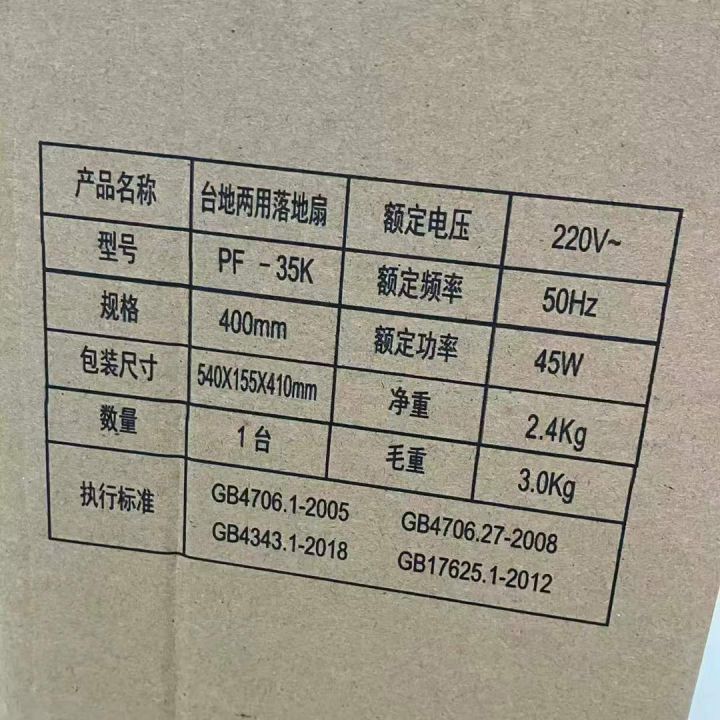 产品名称 台地两用落地扇 额定电压 220V~
型号 PF-35K 额定频率 50Hz
规格 400mm 额定功率 45W
包装尺寸 540X155X410mm 净重 2.4Kg
数量 1台 毛重 3.0Kg
执行标准 GB4706.1-2005 GB4706.27-2008
GB4343.1-2018 GB17625.1-2012